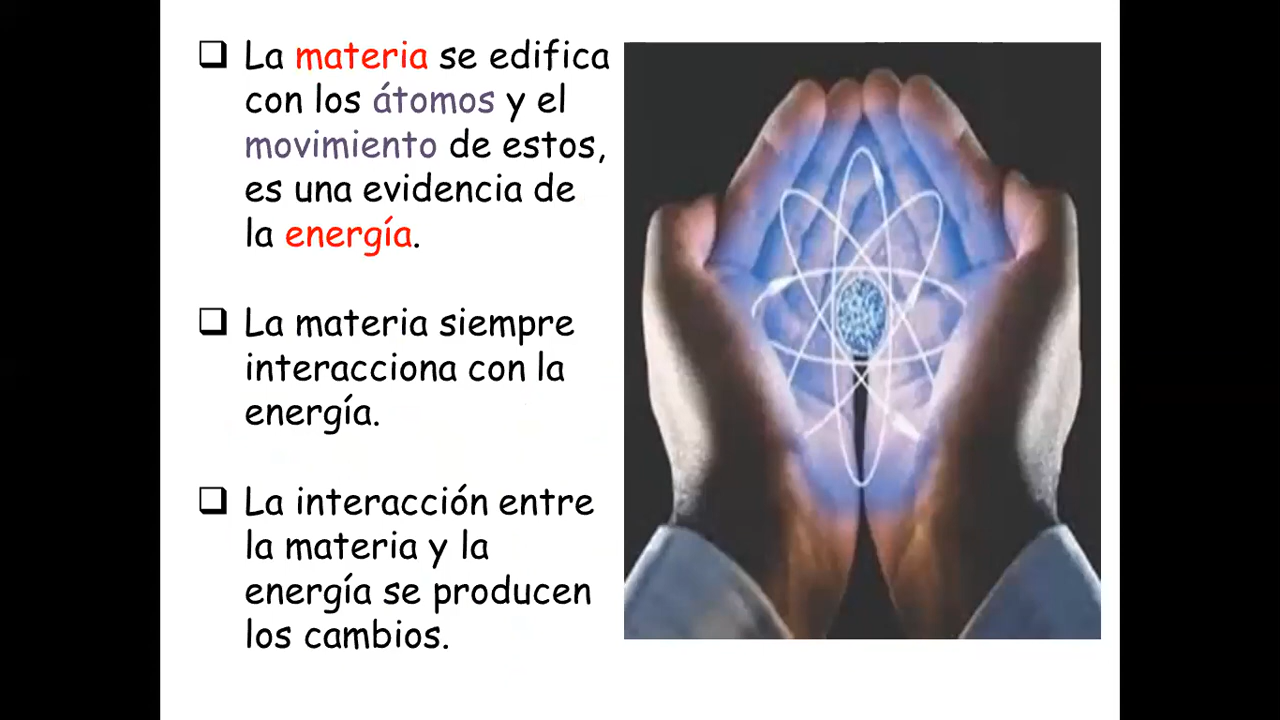 La materia se edifica
con los átomos y el
movimiento de estos,
es una evidencia de
la energía.
La materia siempre
interacciona con la
energía.
La interacción entre
la materia y la
energía se producen
los cambios.